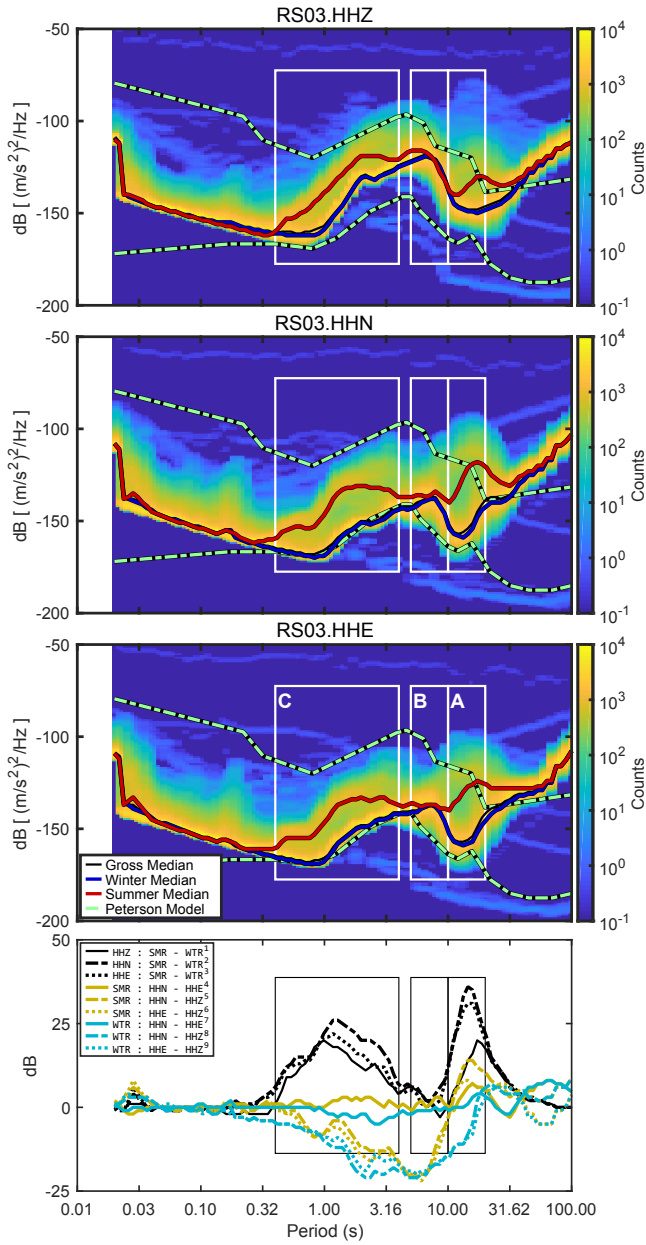 RS03.HHZ
-50
-100
-150
-200
dB [ (m/s²)²/Hz]
10⁴
10³
10²
10¹
10⁰
10⁻¹
Counts
RS03.HHN
-50
-100
-150
-200
dB [ (m/s²)²/Hz]
10⁴
10³
10²
10¹
10⁰
10⁻¹
Counts
RS03.HHE
-50
-100
-150
-200
dB [ (m/s²)²/Hz]
C B A
Gross Median
Winter Median
Summer Median
Peterson Model
10⁴
10³
10²
10¹
10⁰
10⁻¹
Counts
50
25
0
-25
dB
HHZ : SMR - WTR¹
HHN : SMR - WTR²
HHE : SMR - WTR³
SMR : HHN - HHE⁴
SMR : HHN - HHZ⁵
SMR : HHE - HHZ⁶
WTR : HHN - HHE⁷
WTR : HHN - HHZ⁸
WTR : HHE - HHZ⁹
0.01 0.03 0.10 0.32 1.00 3.16 10.00 31.62 100.00
Period (s)